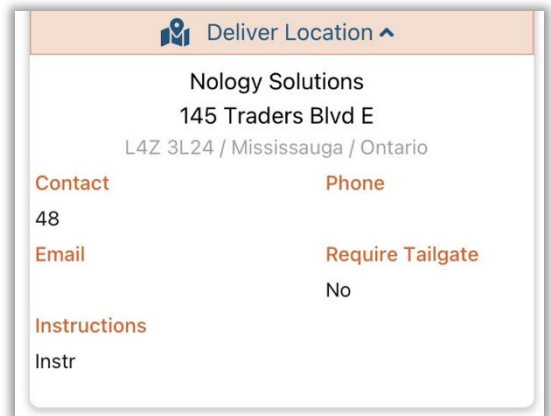 Deliver Location
Nology Solutions
145 Traders Blvd E
L4Z 3L24 / Mississauga / Ontario
Contact
Phone
48
Email
Require Tailgate
No
Instructions
Instr